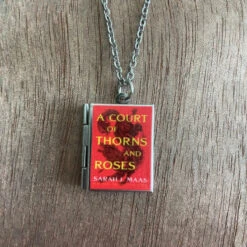 A COURT
OF
THORNS
AND
ROSES
SARAH J. MAAS